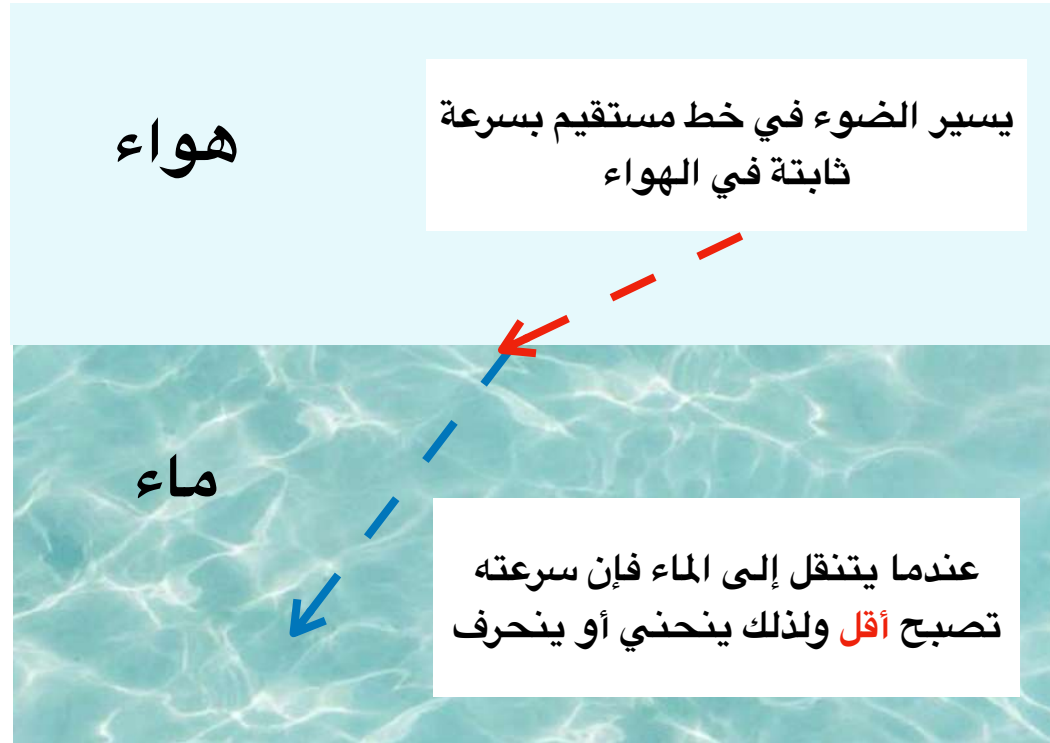 هواء
يسير الضوء في خط مستقيم بسرعة
ثابتة في الهواء
ماء
عندما يتنقل إلى الماء فإن سرعته
تصبح أقل ولذلك ينحني أو ينحرف